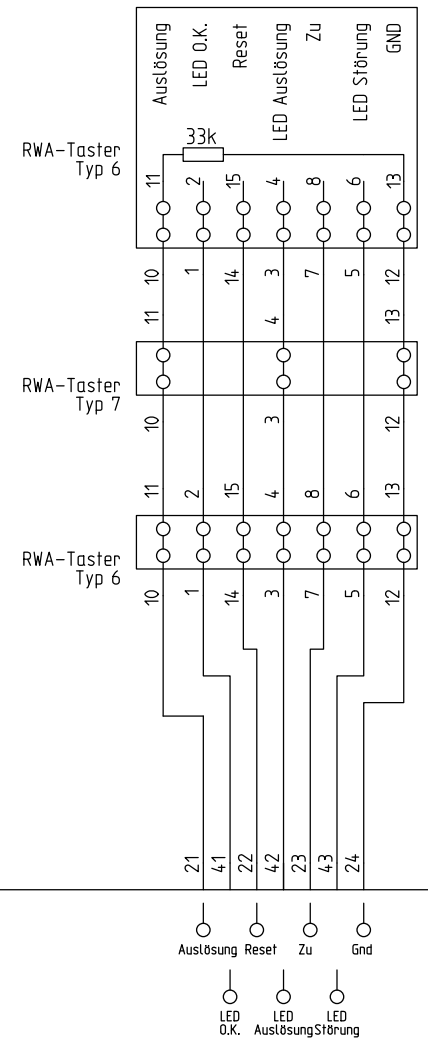 Auslösung
LED O.K.
Reset
LED Auslösung
Zu
LED Störung
GND
33k
RWA-Taster
Typ 6
11 2 15 4 8 6 13
10 1 14 3 7 5 12
11 4 13
RWA-Taster
Typ 7
10 3 12
11 2 15 4 8 6 13
RWA-Taster
Typ 6
10 1 14 3 7 5 12
21 41 22 42 23 43 24
Auslösung Reset Zu Gnd
LED LED LED
O.K. Auslösung Störung